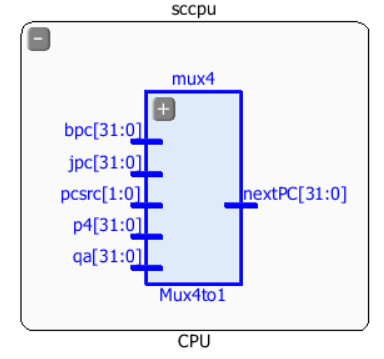 sccpu
mux4
bpc[31:0]
jpc[31:0]
pcsrc[1:0]
nextPC[31:0]
p4[31:0]
qa[31:0]
Mux4to1
CPU